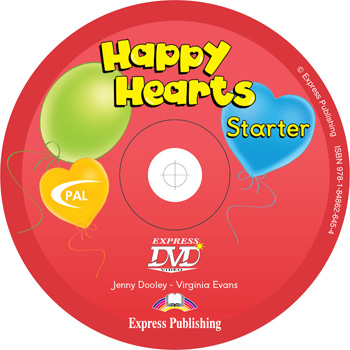 Happy
Hearts
Starter
© Express Publishing
ISBN 978-1-84862-645-4
PAL
EXPRESS
DVD
VIDEO
Jenny Dooley - Virginia Evans
Express Publishing